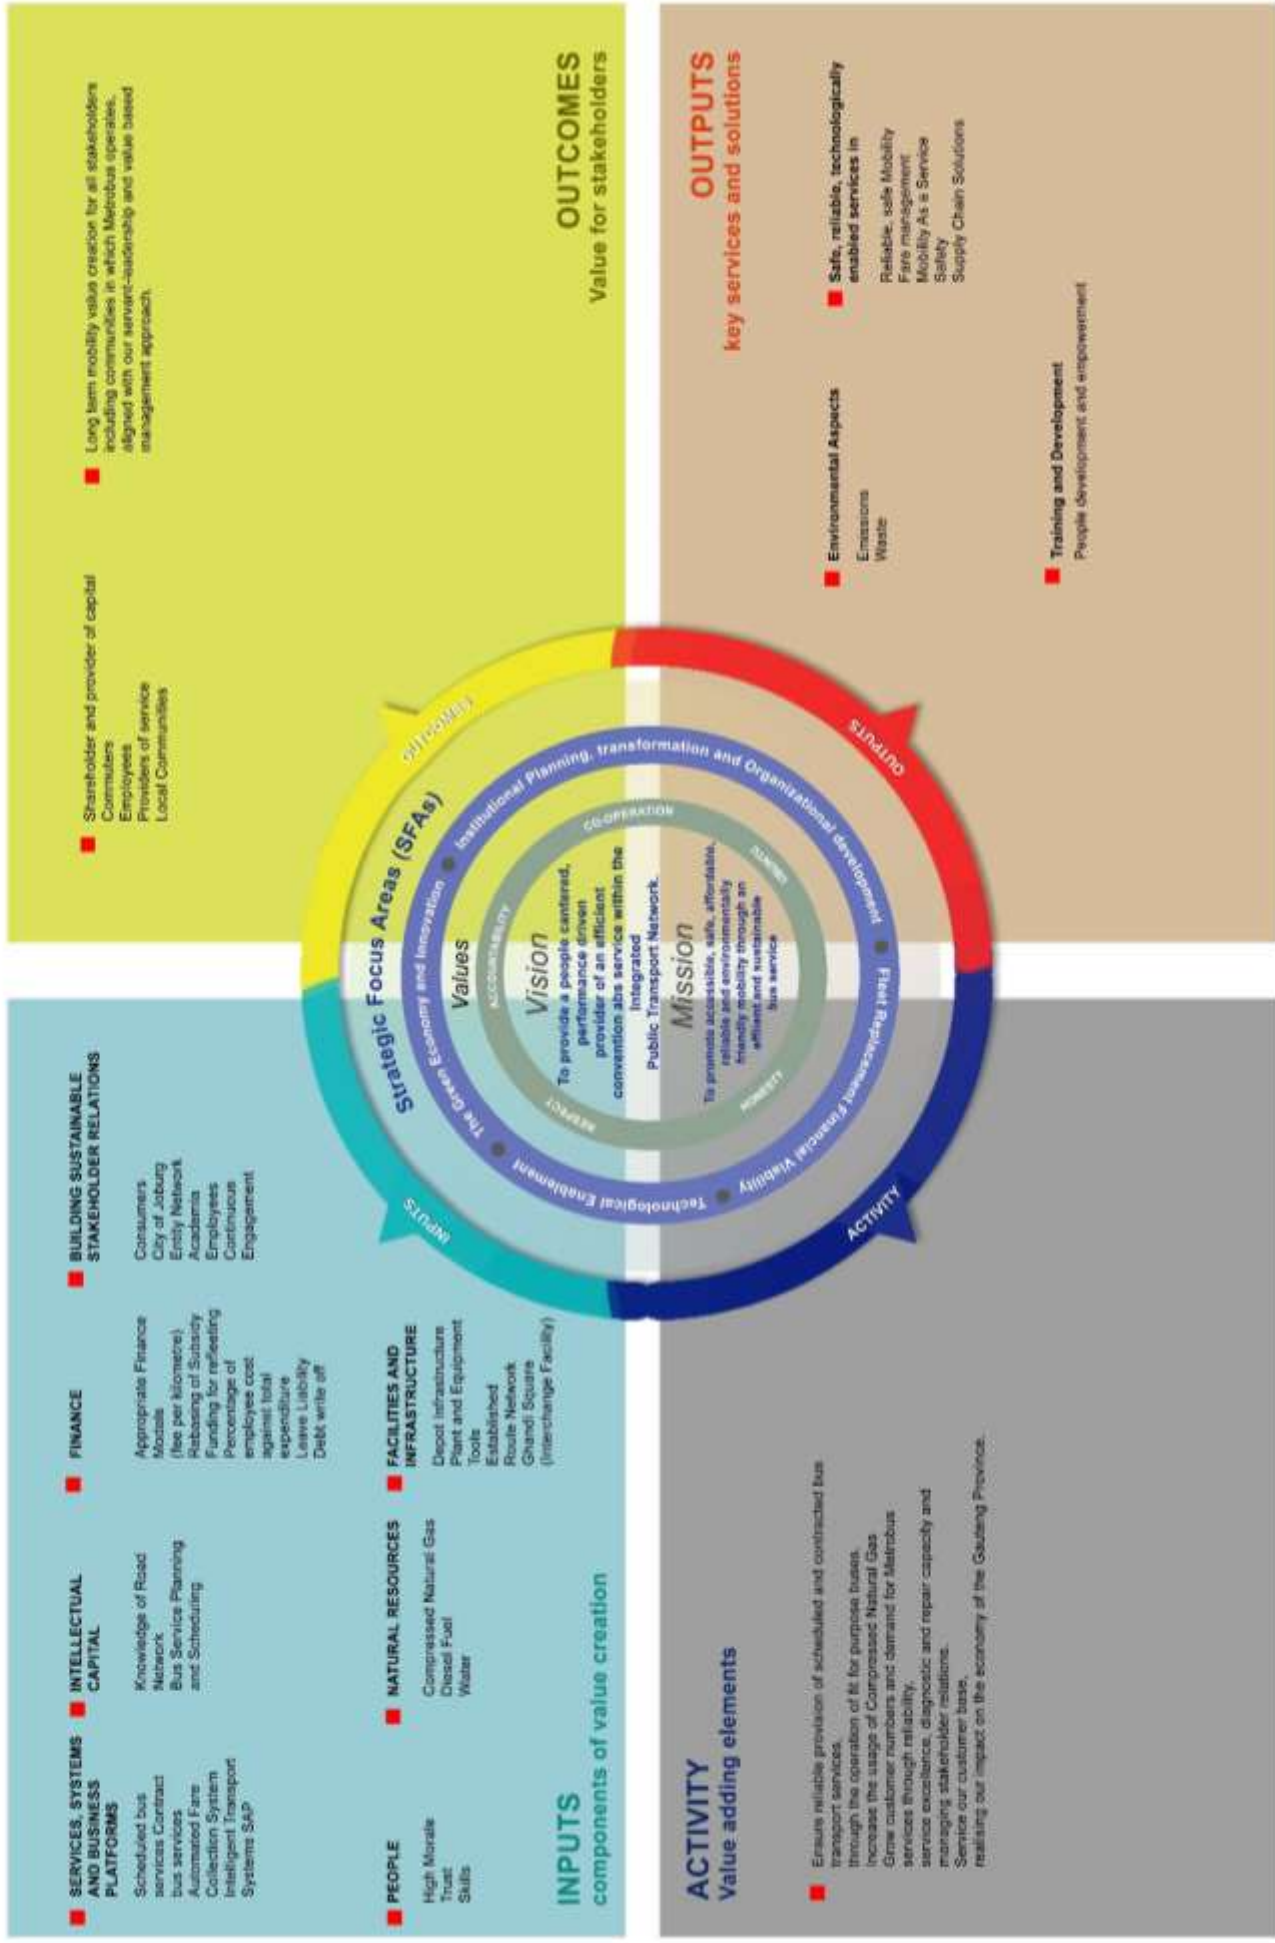 SERVICES, SYSTEMS
AND BUSINESS
PLATFORMS
Scheduled bus
services Contract
bus services
Automated Fare
Collection System
Intelligent Transport
Systems SAP
INTELLECTUAL
CAPITAL
Knowledge of Road
Network
Bus Service Planning
and Scheduling
FINANCE
Appropriate Finance
Models
(fee per kilometre)
Rebasing of Subsidy
Funding for refleeting
Percentage of
employee cost
against total
expenditure
Leave Liability
Debt write off
BUILDING SUSTAINABLE
STAKEHOLDER RELATIONS
Consumers
City of Joburg
Entity Network
Academia
Employees
Continuous
Engagement
PEOPLE
High Morale
Trust
Skills
NATURAL RESOURCES
Compressed Natural Gas
Diesel Fuel
Water
FACILITIES AND
INFRASTRUCTURE
Depot Infrastructure
Plant and Equipment
Tools
Established
Route Network
Ghandi Square
(Interchange Facility)
INPUTS
components of value creation
Shareholder and provider of capital
Commuters
Employees
Providers of service
Local Communities
Long term mobility value creation for all stakeholders
including communities in which Metrobus operates,
aligned with our servant-leadership and value based
management approach.
OUTCOMES
Value for stakeholders
INPUTS
OUTCOMES
OUTPUTS
ACTIVITY
Strategic Focus Areas (SFAs)
The Green Economy and Innovation
Institutional Planning, transformation and Organizational development
Fleet Replacement Financial Viability
Technological Enablement
Values
ACCOUNTABILITY
CO-OPERATION
UBUNTU
HONESTY
RESPECT
Vision
To provide a people cantered,
performance driven
provider of an efficient
convention abs service within the
Integrated
Public Transport Network.
Mission
To promote accessible, safe, affordable,
reliable and environmentally
friendly mobility through an
effiient and sustainable
bus service
ACTIVITY
Value adding elements
Ensure reliable provision of scheduled and contracted bus
transport services.
through the operation of fit for purpose buses.
Increase the usage of Compressed Natural Gas
Grow customer numbers and demand for Metrobus
services through reliability,
service excellence, diagnostic and repair capacity and
managing stakeholder relations.
Service our customer base,
realising our impact on the economy of the Gauteng Province.
OUTPUTS
key services and solutions
Environmental Aspects
Emissions
Waste
Safe, reliable, technologically
enabled services in
Reliable, safe Mobility
Fare management
Mobility As a Service
Safety
Supply Chain Solutions
Training and Development
People development and empowerment